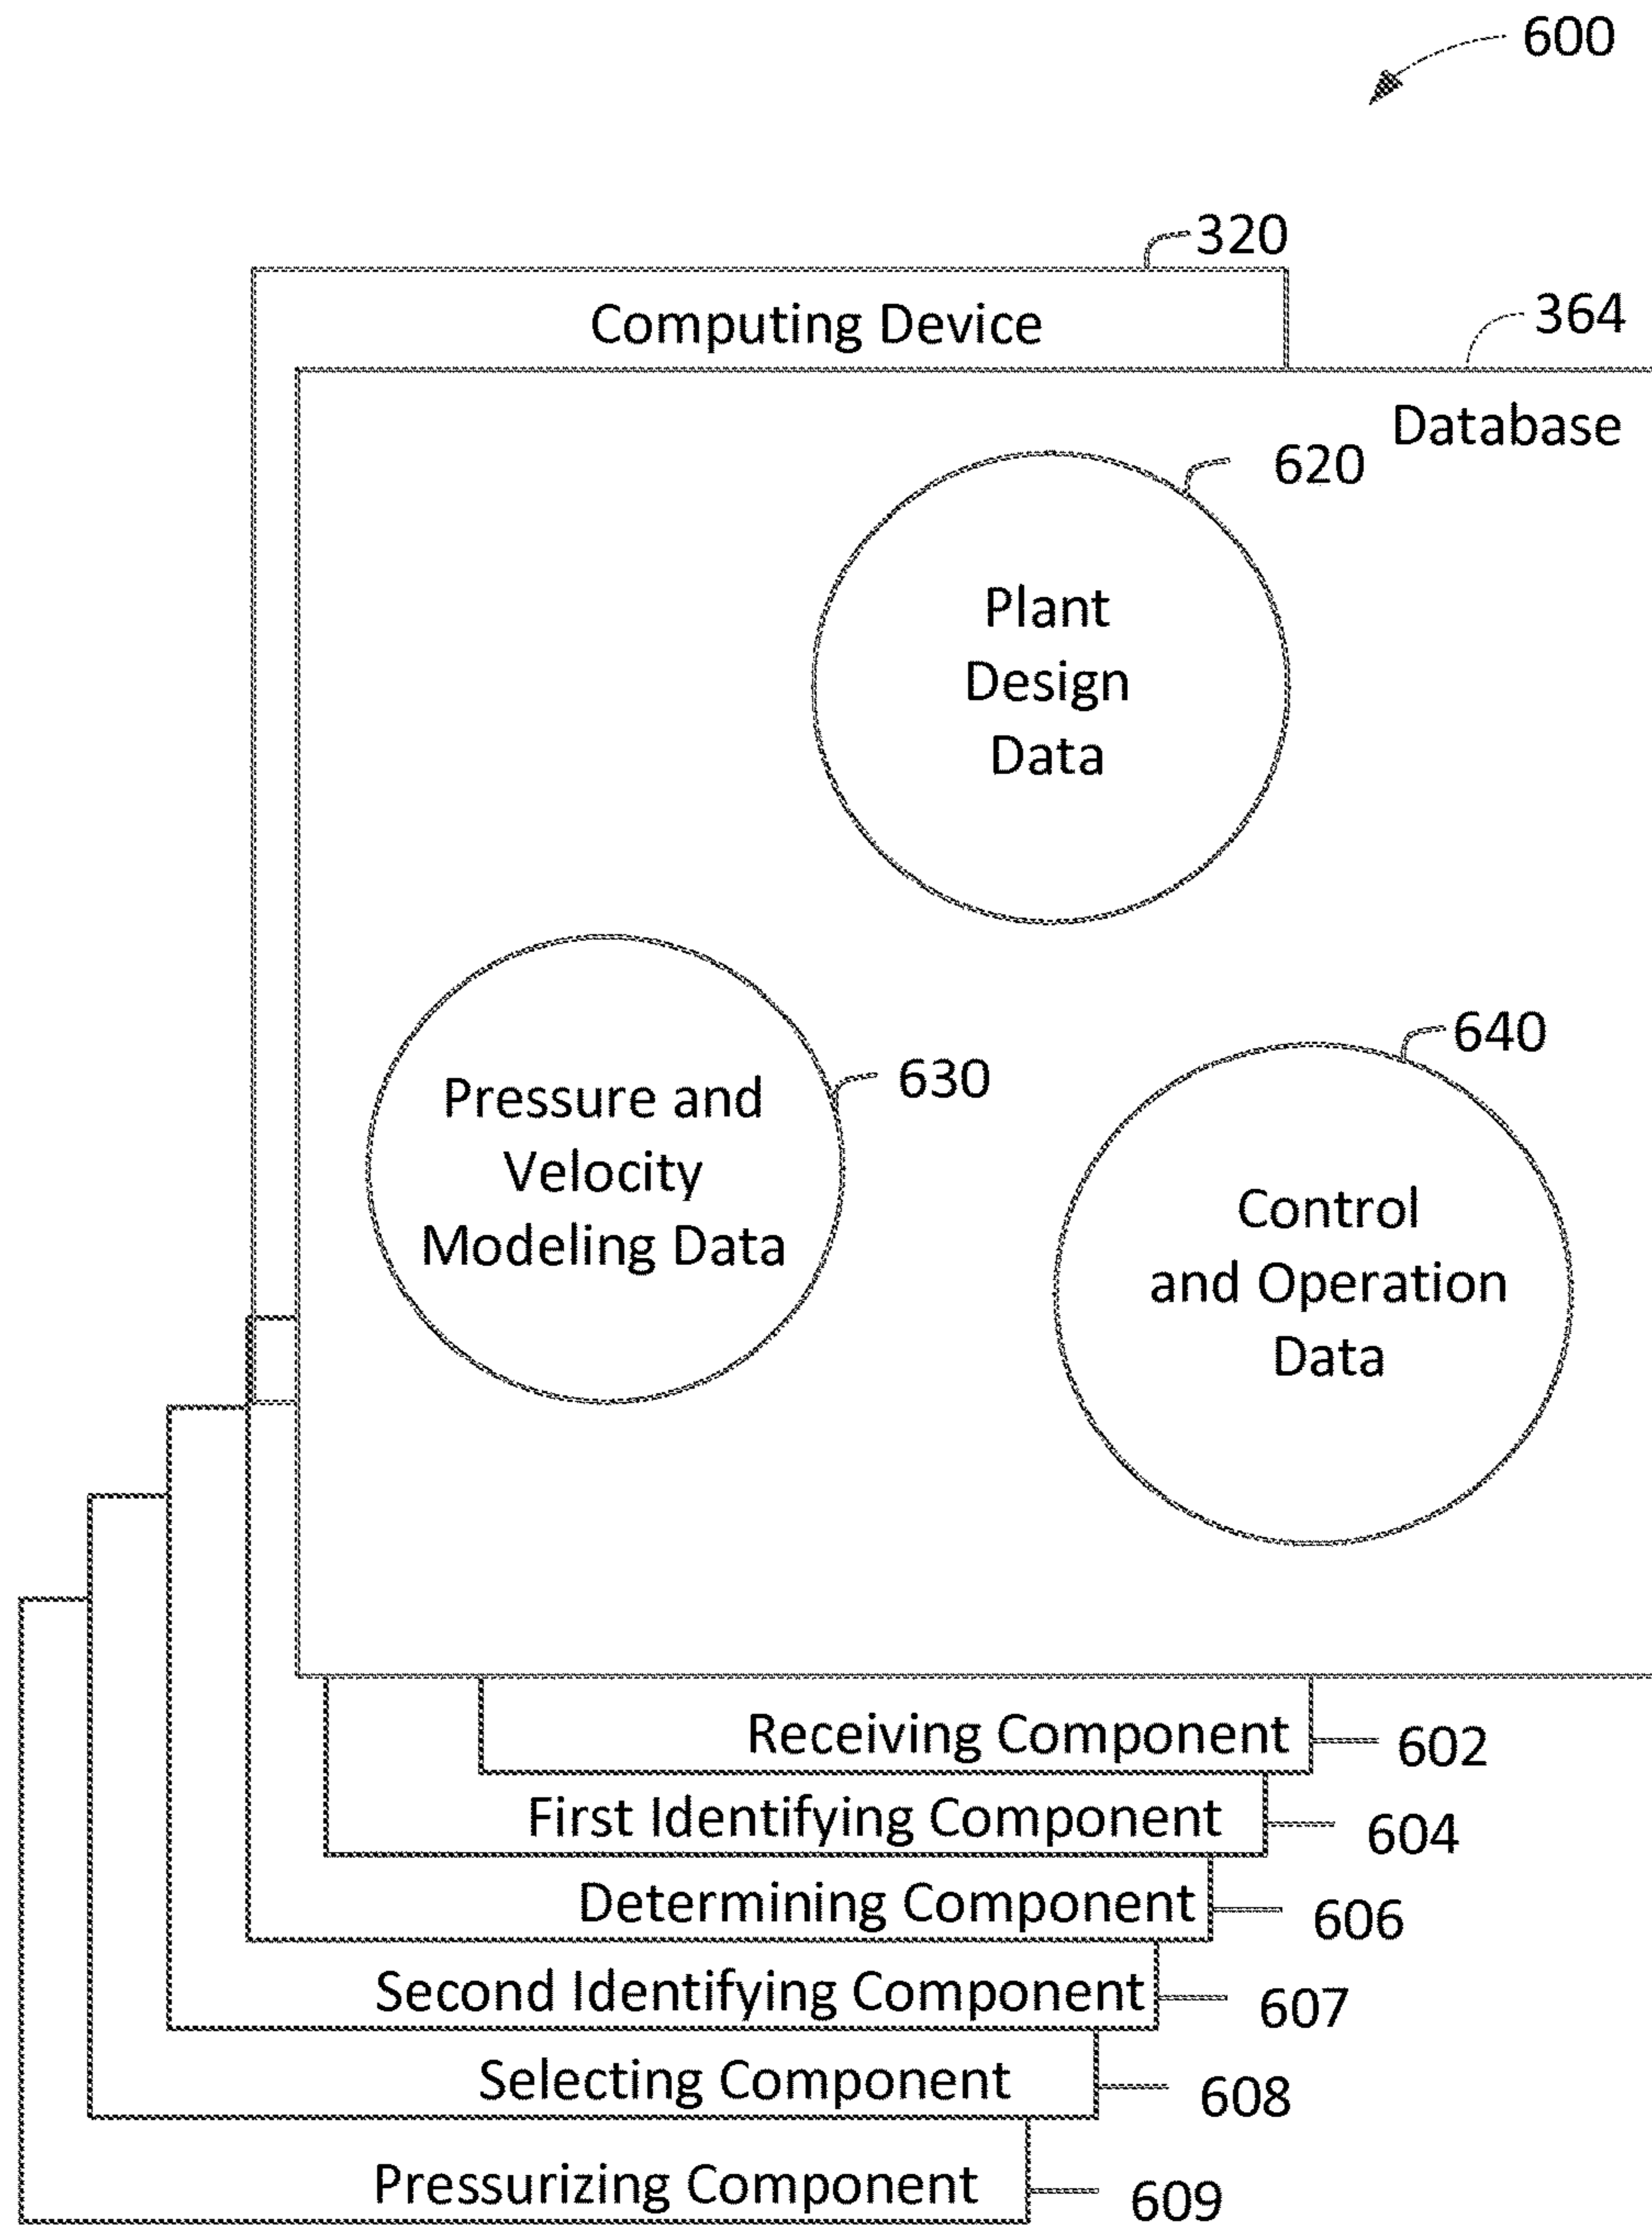 600
320
Computing Device
364
Database
620
Plant
Design
Data
630
Pressure and
Velocity
Modeling Data
640
Control
and Operation
Data
Receiving Component
602
First Identifying Component
604
Determining Component
606
Second Identifying Component
607
Selecting Component
608
Pressurizing Component
609